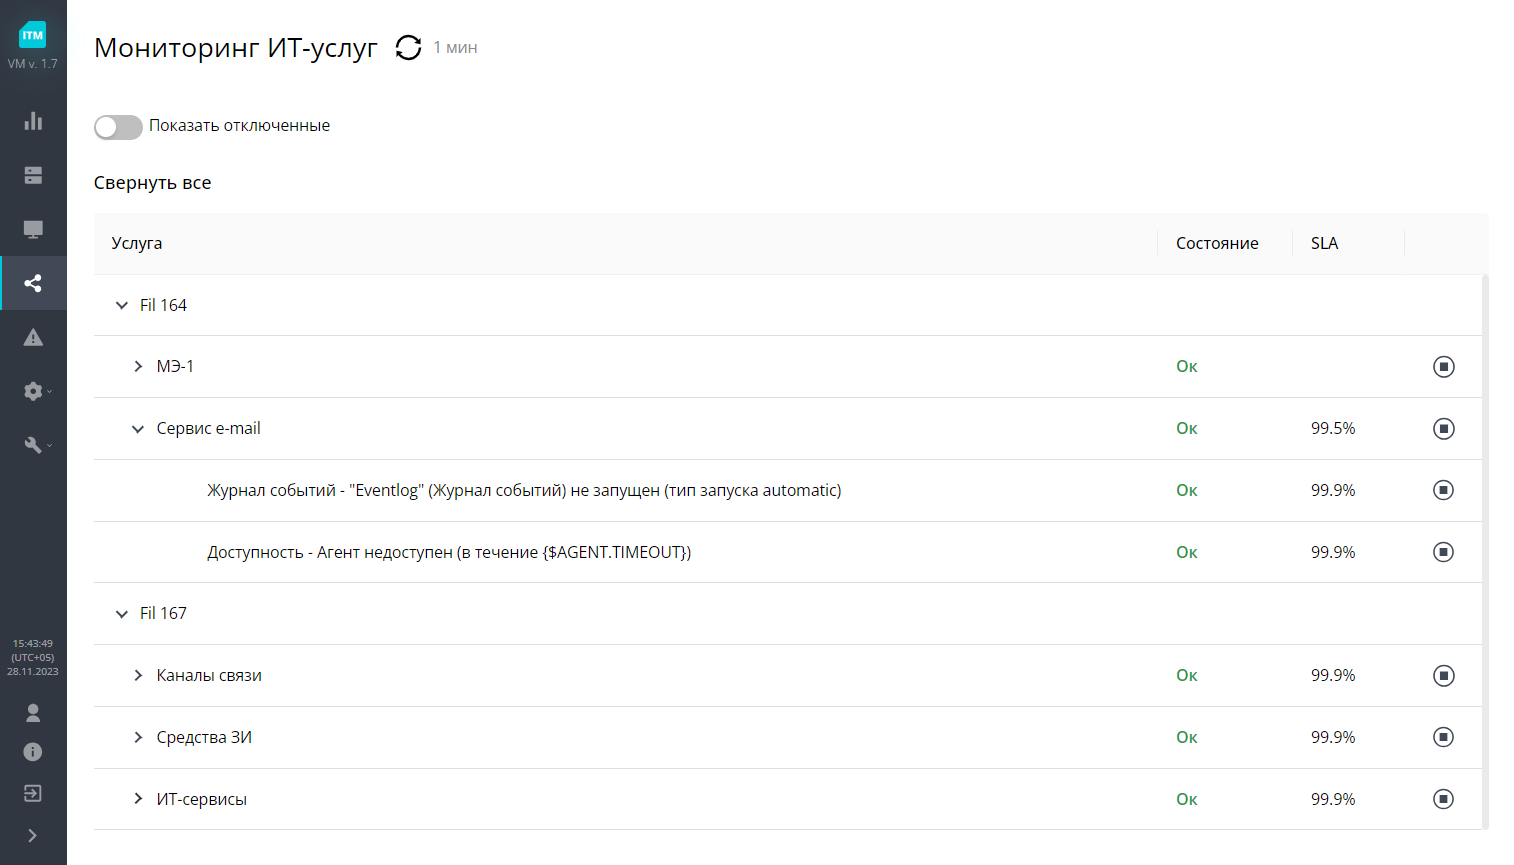 ITM
VM v. 1.7
Мониторинг ИТ-услуг 1 мин
Показать отключенные
Свернуть все
Услуга Состояние SLA
Fil 164
МЭ-1 Ок
Сервис e-mail Ок 99.5%
Журнал событий - "Eventlog" (Журнал событий) не запущен (тип запуска automatic) Ок 99.9%
Доступность - Агент недоступен (в течение {$AGENT.TIMEOUT}) Ок 99.9%
Fil 167
Каналы связи Ок 99.9%
Средства ЗИ Ок 99.9%
ИТ-сервисы Ок 99.9%
15:43:49
(UTC+05)
28.11.2023